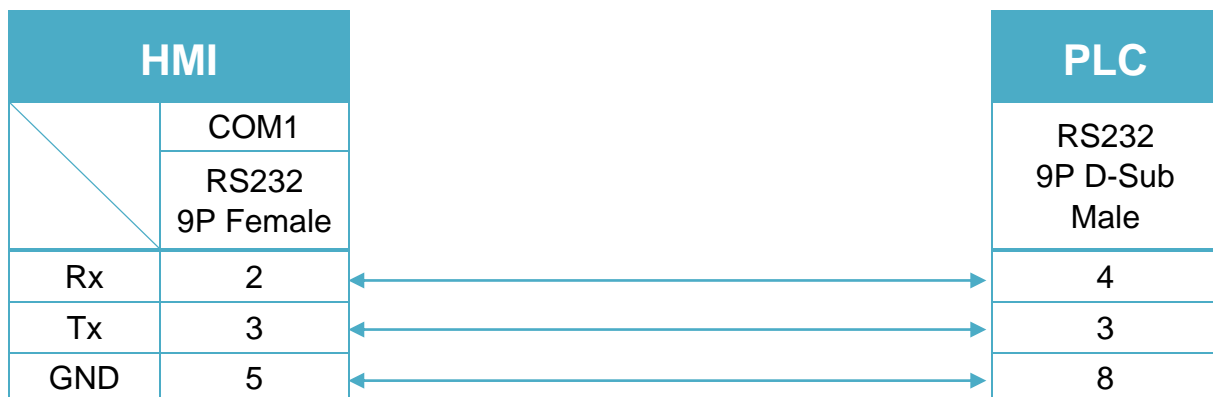 HMI
PLC
COM1
RS232
9P Female
RS232
9P D-Sub
Male
Rx 2 4
Tx 3 3
GND 5 8